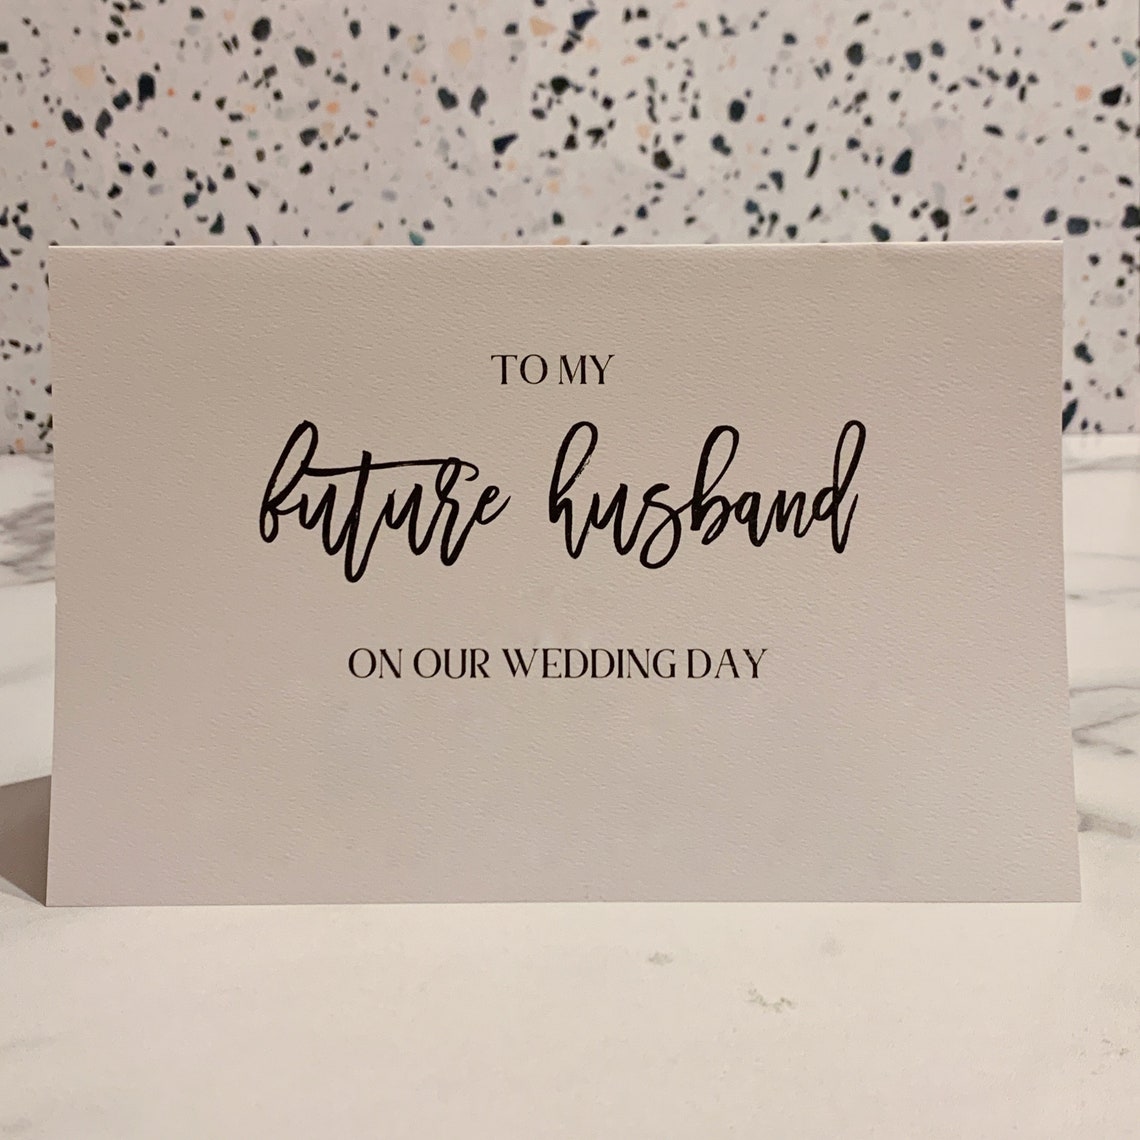 TO MY
future husband
ON OUR WEDDING DAY